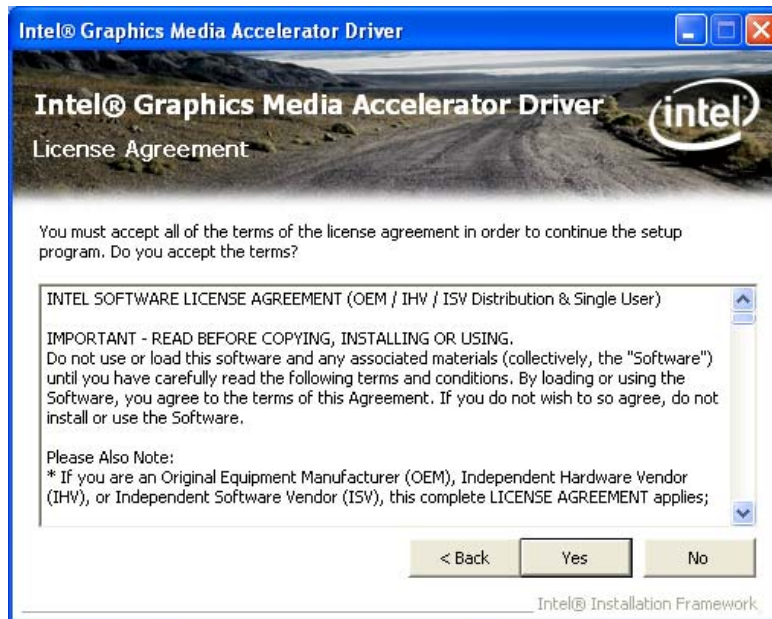 Intel® Graphics Media Accelerator Driver
Intel® Graphics Media Accelerator Driver
intel
License Agreement
You must accept all of the terms of the license agreement in order to continue the setup
program. Do you accept the terms?
INTEL SOFTWARE LICENSE AGREEMENT (OEM / IHV / ISV Distribution & Single User)
IMPORTANT - READ BEFORE COPYING, INSTALLING OR USING.
Do not use or load this software and any associated materials (collectively, the "Software")
until you have carefully read the following terms and conditions. By loading or using the
Software, you agree to the terms of this Agreement. If you do not wish to so agree, do not
install or use the Software.
Please Also Note:
* If you are an Original Equipment Manufacturer (OEM), Independent Hardware Vendor
(IHV), or Independent Software Vendor (ISV), this complete LICENSE AGREEMENT applies;
< Back
Yes
No
Intel® Installation Framework